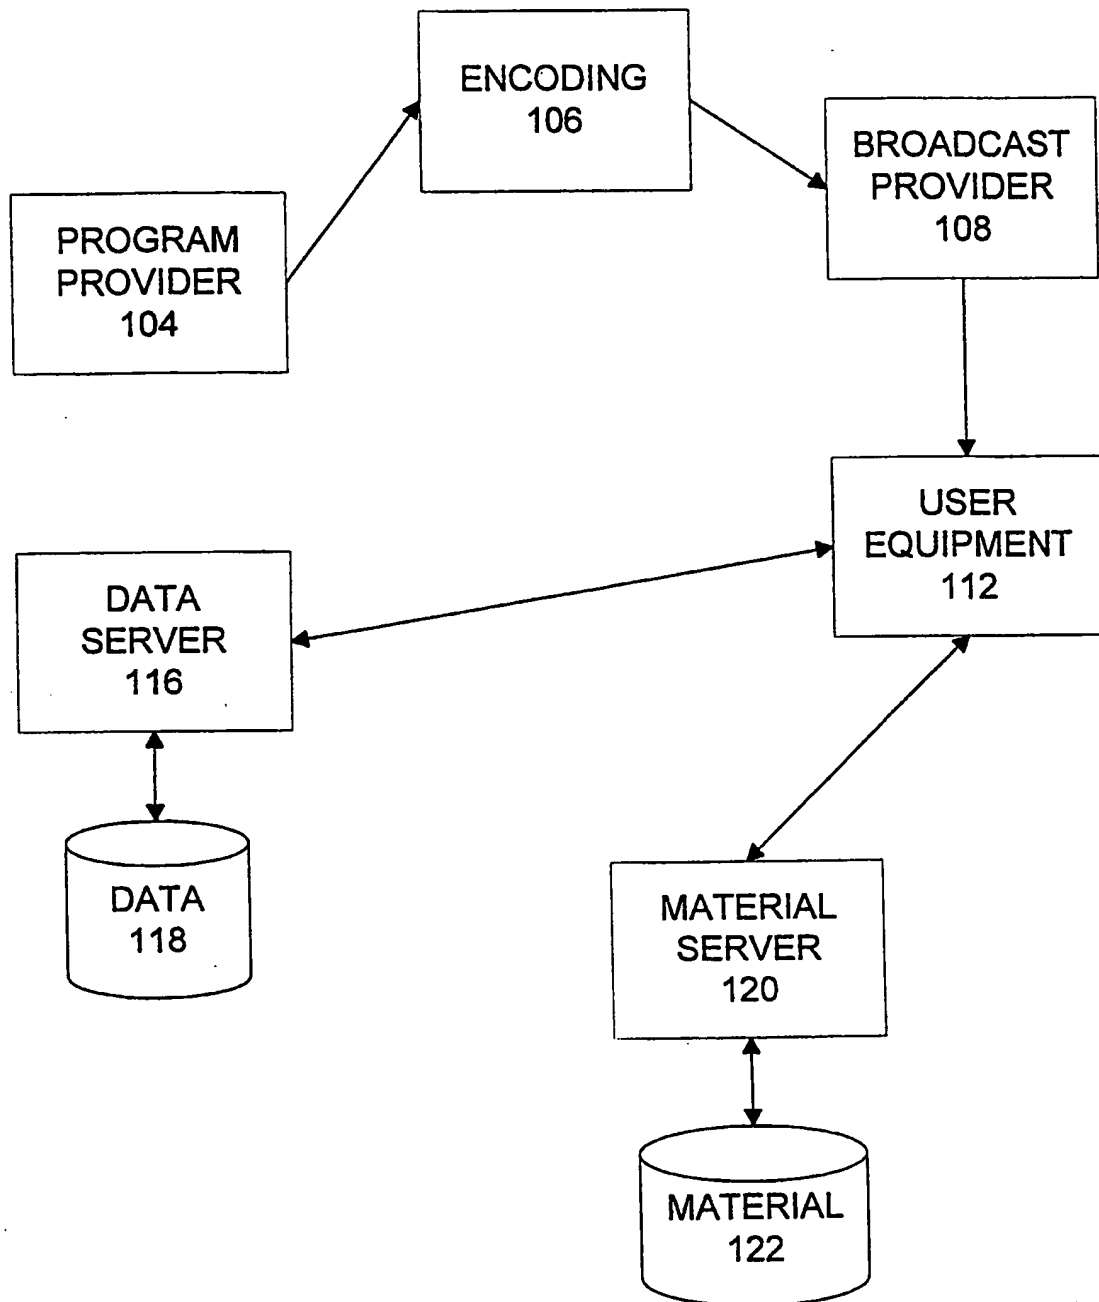 ENCODING
106
BROADCAST
PROVIDER
108
PROGRAM
PROVIDER
104
USER
EQUIPMENT
112
DATA
SERVER
116
DATA
118
MATERIAL
SERVER
120
MATERIAL
122